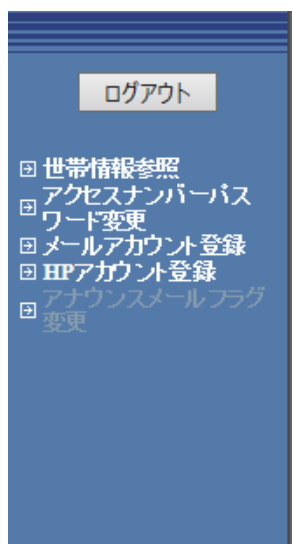 ログアウト
世帯情報参照
アクセスナンバーパス
ワード変更
メールアカウント登録
HPアカウント登録
アナウンスメールフラグ
変更